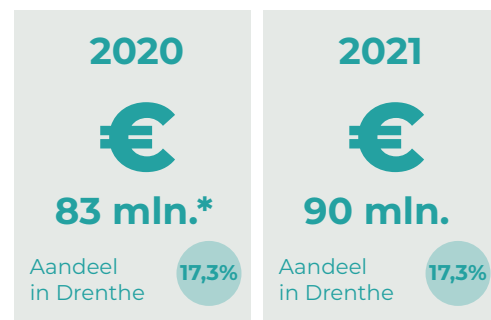 2020
€
83 mln.*
Aandeel
in Drenthe
17,3%
2021
€
90 mln.
Aandeel
in Drenthe
17,3%